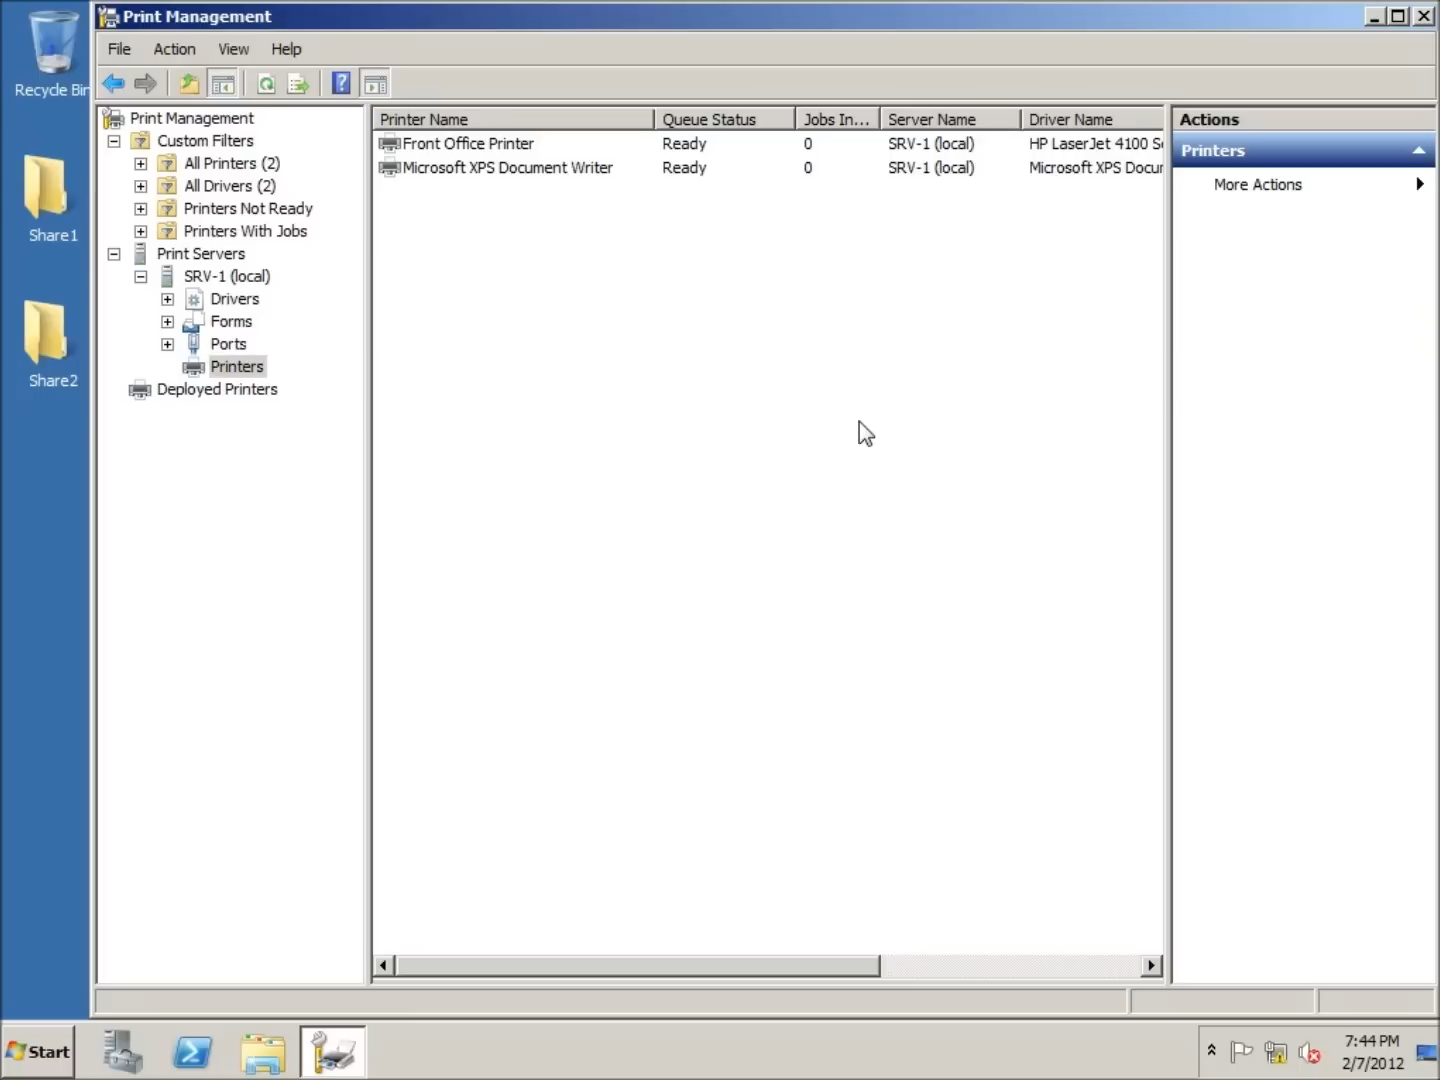 Recycle Bin
Share1
Share2
Print Management
File Action View Help
Print Management
Custom Filters
All Printers (2)
All Drivers (2)
Printers Not Ready
Printers With Jobs
Print Servers
SRV-1 (local)
Drivers
Forms
Ports
Printers
Deployed Printers
Printer Name Queue Status Jobs In... Server Name Driver Name
Front Office Printer Ready 0 SRV-1 (local) HP LaserJet 4100 Se
Microsoft XPS Document Writer Ready 0 SRV-1 (local) Microsoft XPS Docur
Actions
Printers
More Actions
Start
7:44 PM
2/7/2012